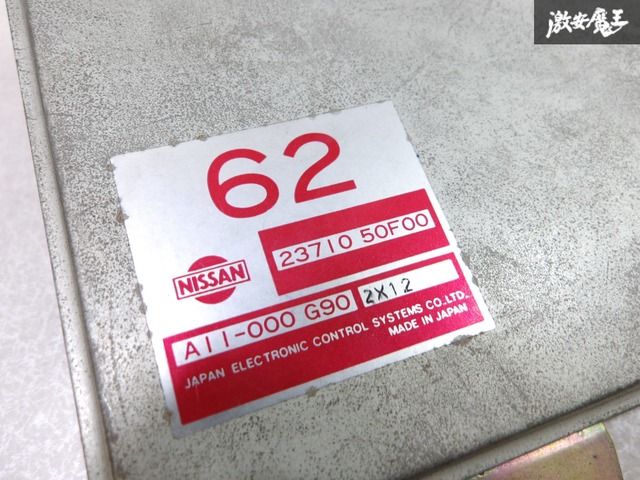 激安魔王
62
NISSAN
23710 50F00
A11-000 G90 2X12
JAPAN ELECTRONIC CONTROL SYSTEMS CO.,LTD.
MADE IN JAPAN